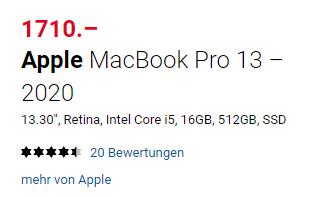 1710.–
Apple MacBook Pro 13 –
2020
13.30", Retina, Intel Core i5, 16GB, 512GB, SSD
20 Bewertungen
mehr von Apple